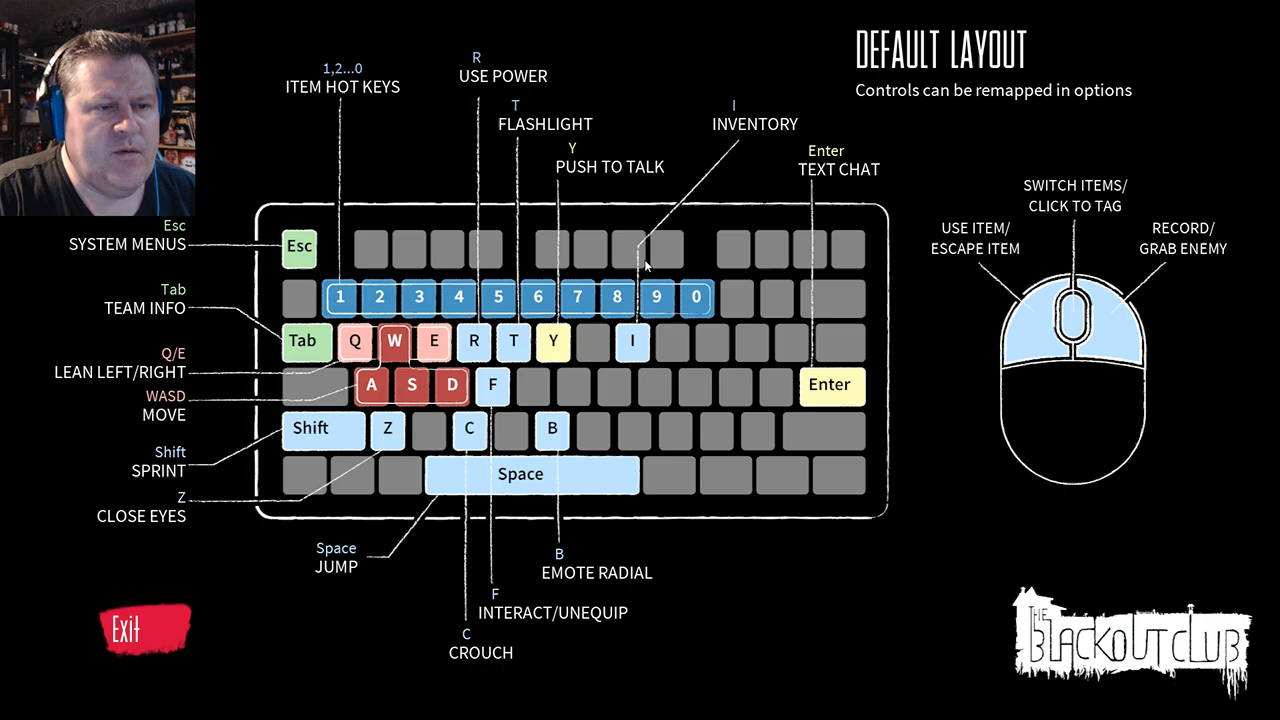 DEFAULT LAYOUT
Controls can be remapped in options
1,2...0
ITEM HOT KEYS
R
USE POWER
T
FLASHLIGHT
Y
PUSH TO TALK
I
INVENTORY
Enter
TEXT CHAT
SWITCH ITEMS/
CLICK TO TAG
USE ITEM/
ESCAPE ITEM
RECORD/
GRAB ENEMY
Esc
SYSTEM MENUS
Tab
TEAM INFO
Q/E
LEAN LEFT/RIGHT
WASD
MOVE
Shift
SPRINT
Z
CLOSE EYES
Esc
1 2 3 4 5 6 7 8 9 0
Tab Q W E R T Y I
A S D F Enter
Shift Z C B
Space
Space
JUMP
B
EMOTE RADIAL
F
INTERACT/UNEQUIP
C
CROUCH
Exit
THE
BLACKOUT CLUB